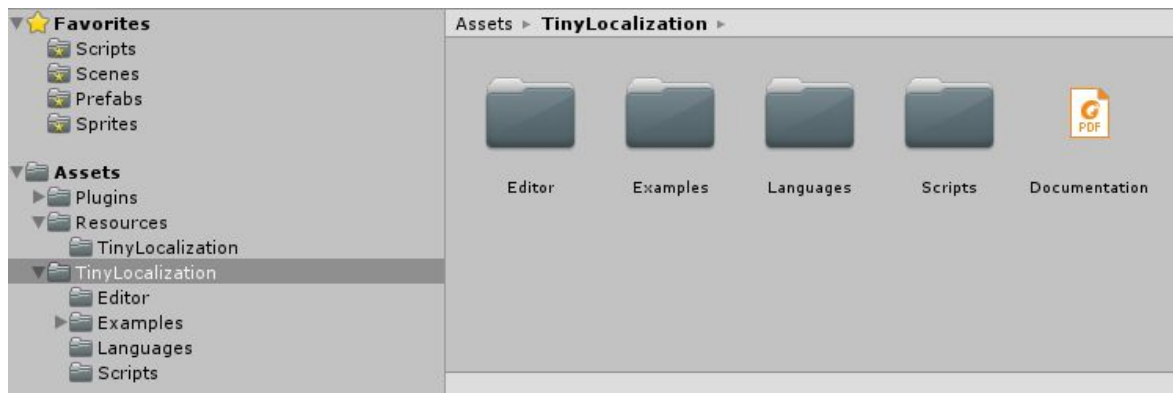 Favorites
Scripts
Scenes
Prefabs
Sprites
Assets
Plugins
Resources
TinyLocalization
TinyLocalization
Editor
Examples
Languages
Scripts
Assets ▸ TinyLocalization ▸
PDF
Editor Examples Languages Scripts Documentation